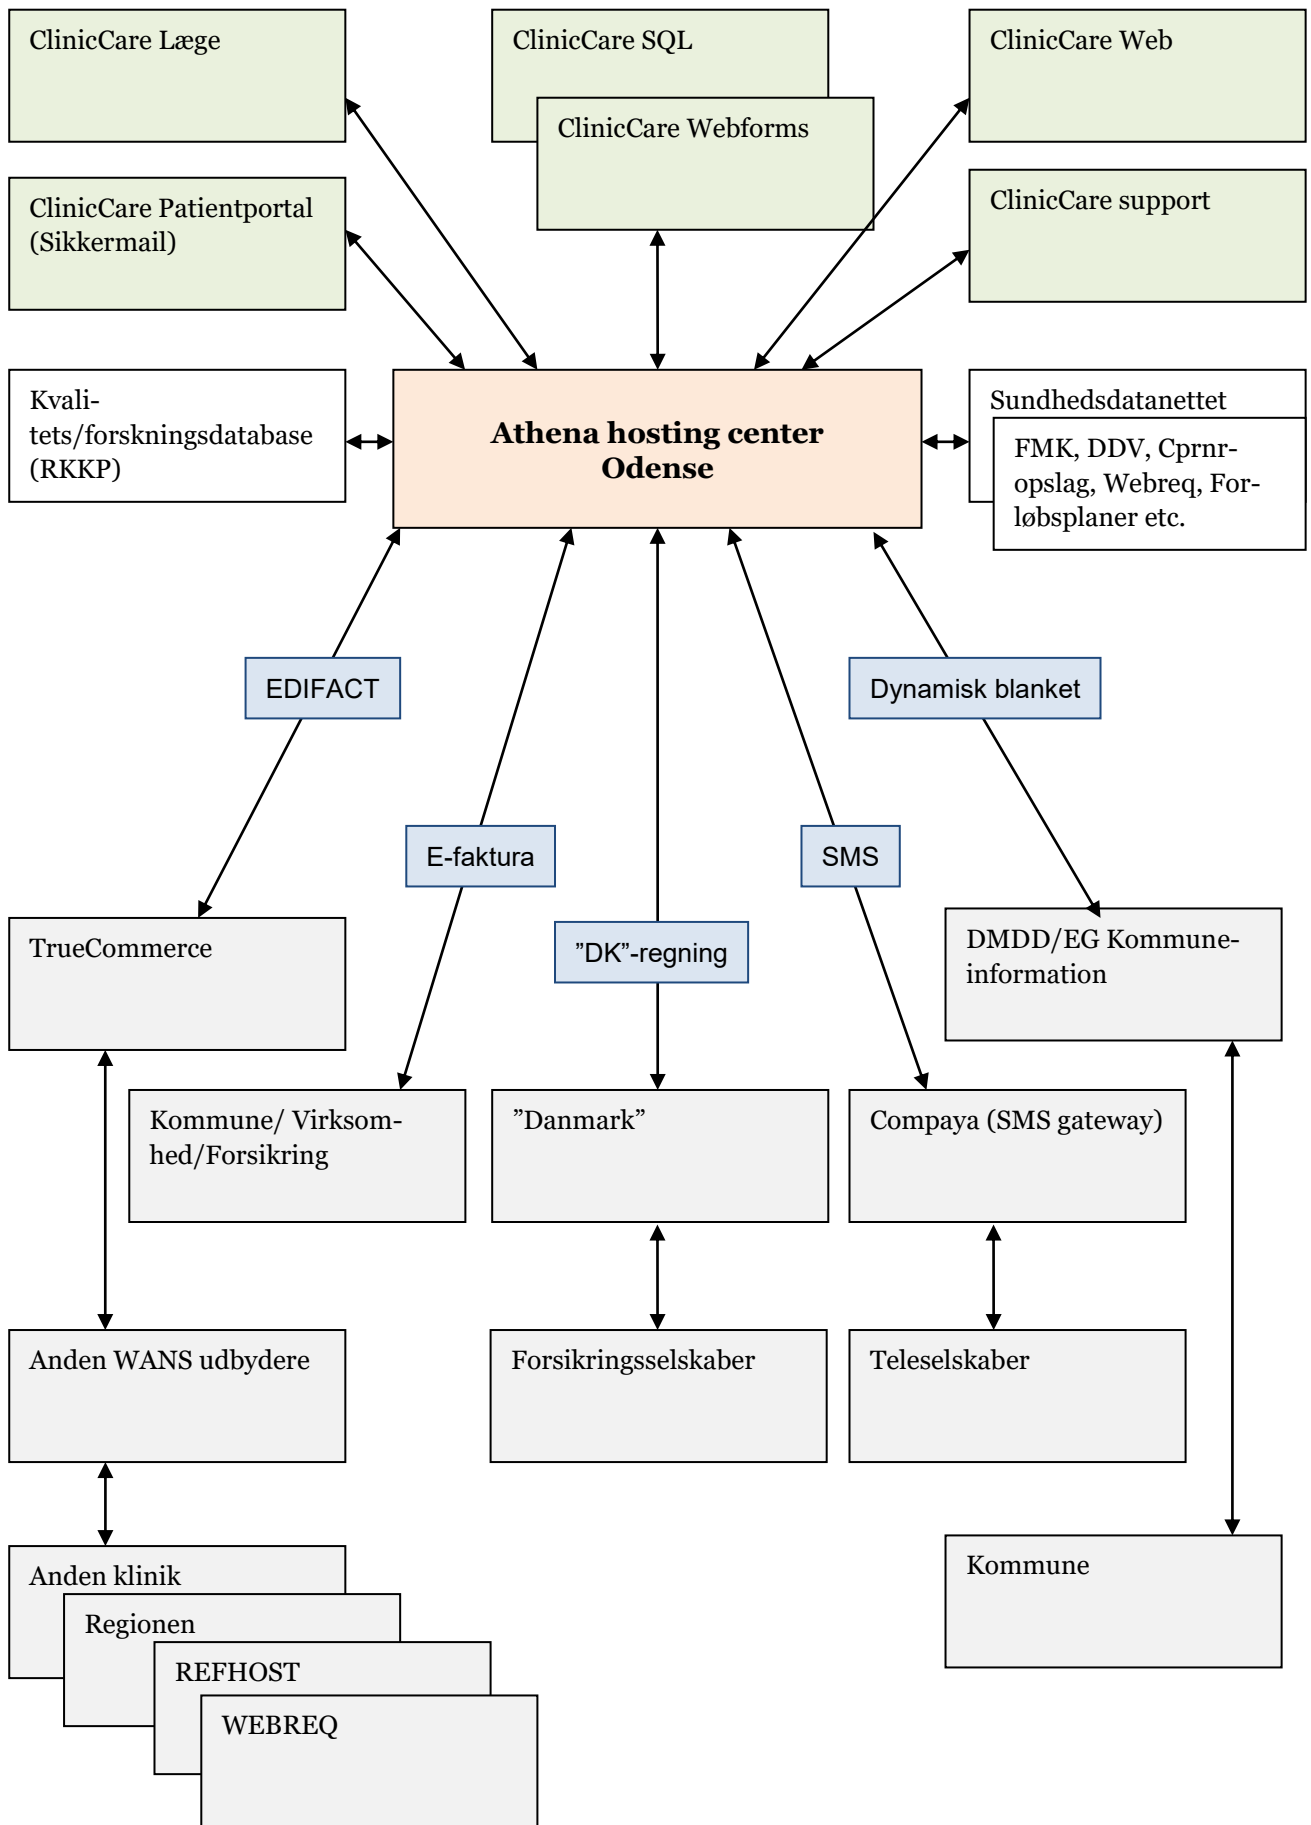 ClinicCare Læge
ClinicCare SQL
ClinicCare Web
ClinicCare Webforms
ClinicCare Patientportal
(Sikkermail)
ClinicCare support
Kvali-
tets/forskningsdatabase
(RKKP)
Athena hosting center
Odense
Sundhedsdatanettet
FMK, DDV, Cprnr-
opslag, Webreq, For-
løbsplaner etc.
EDIFACT
Dynamisk blanket
E-faktura
SMS
”DK”-regning
TrueCommerce
DMDD/EG Kommune-
information
Kommune/ Virksom-
hed/Forsikring
”Danmark”
Compaya (SMS gateway)
Anden WANS udbydere
Forsikringsselskaber
Teleselskaber
Anden klinik
Regionen
REFHOST
WEBREQ
Kommune